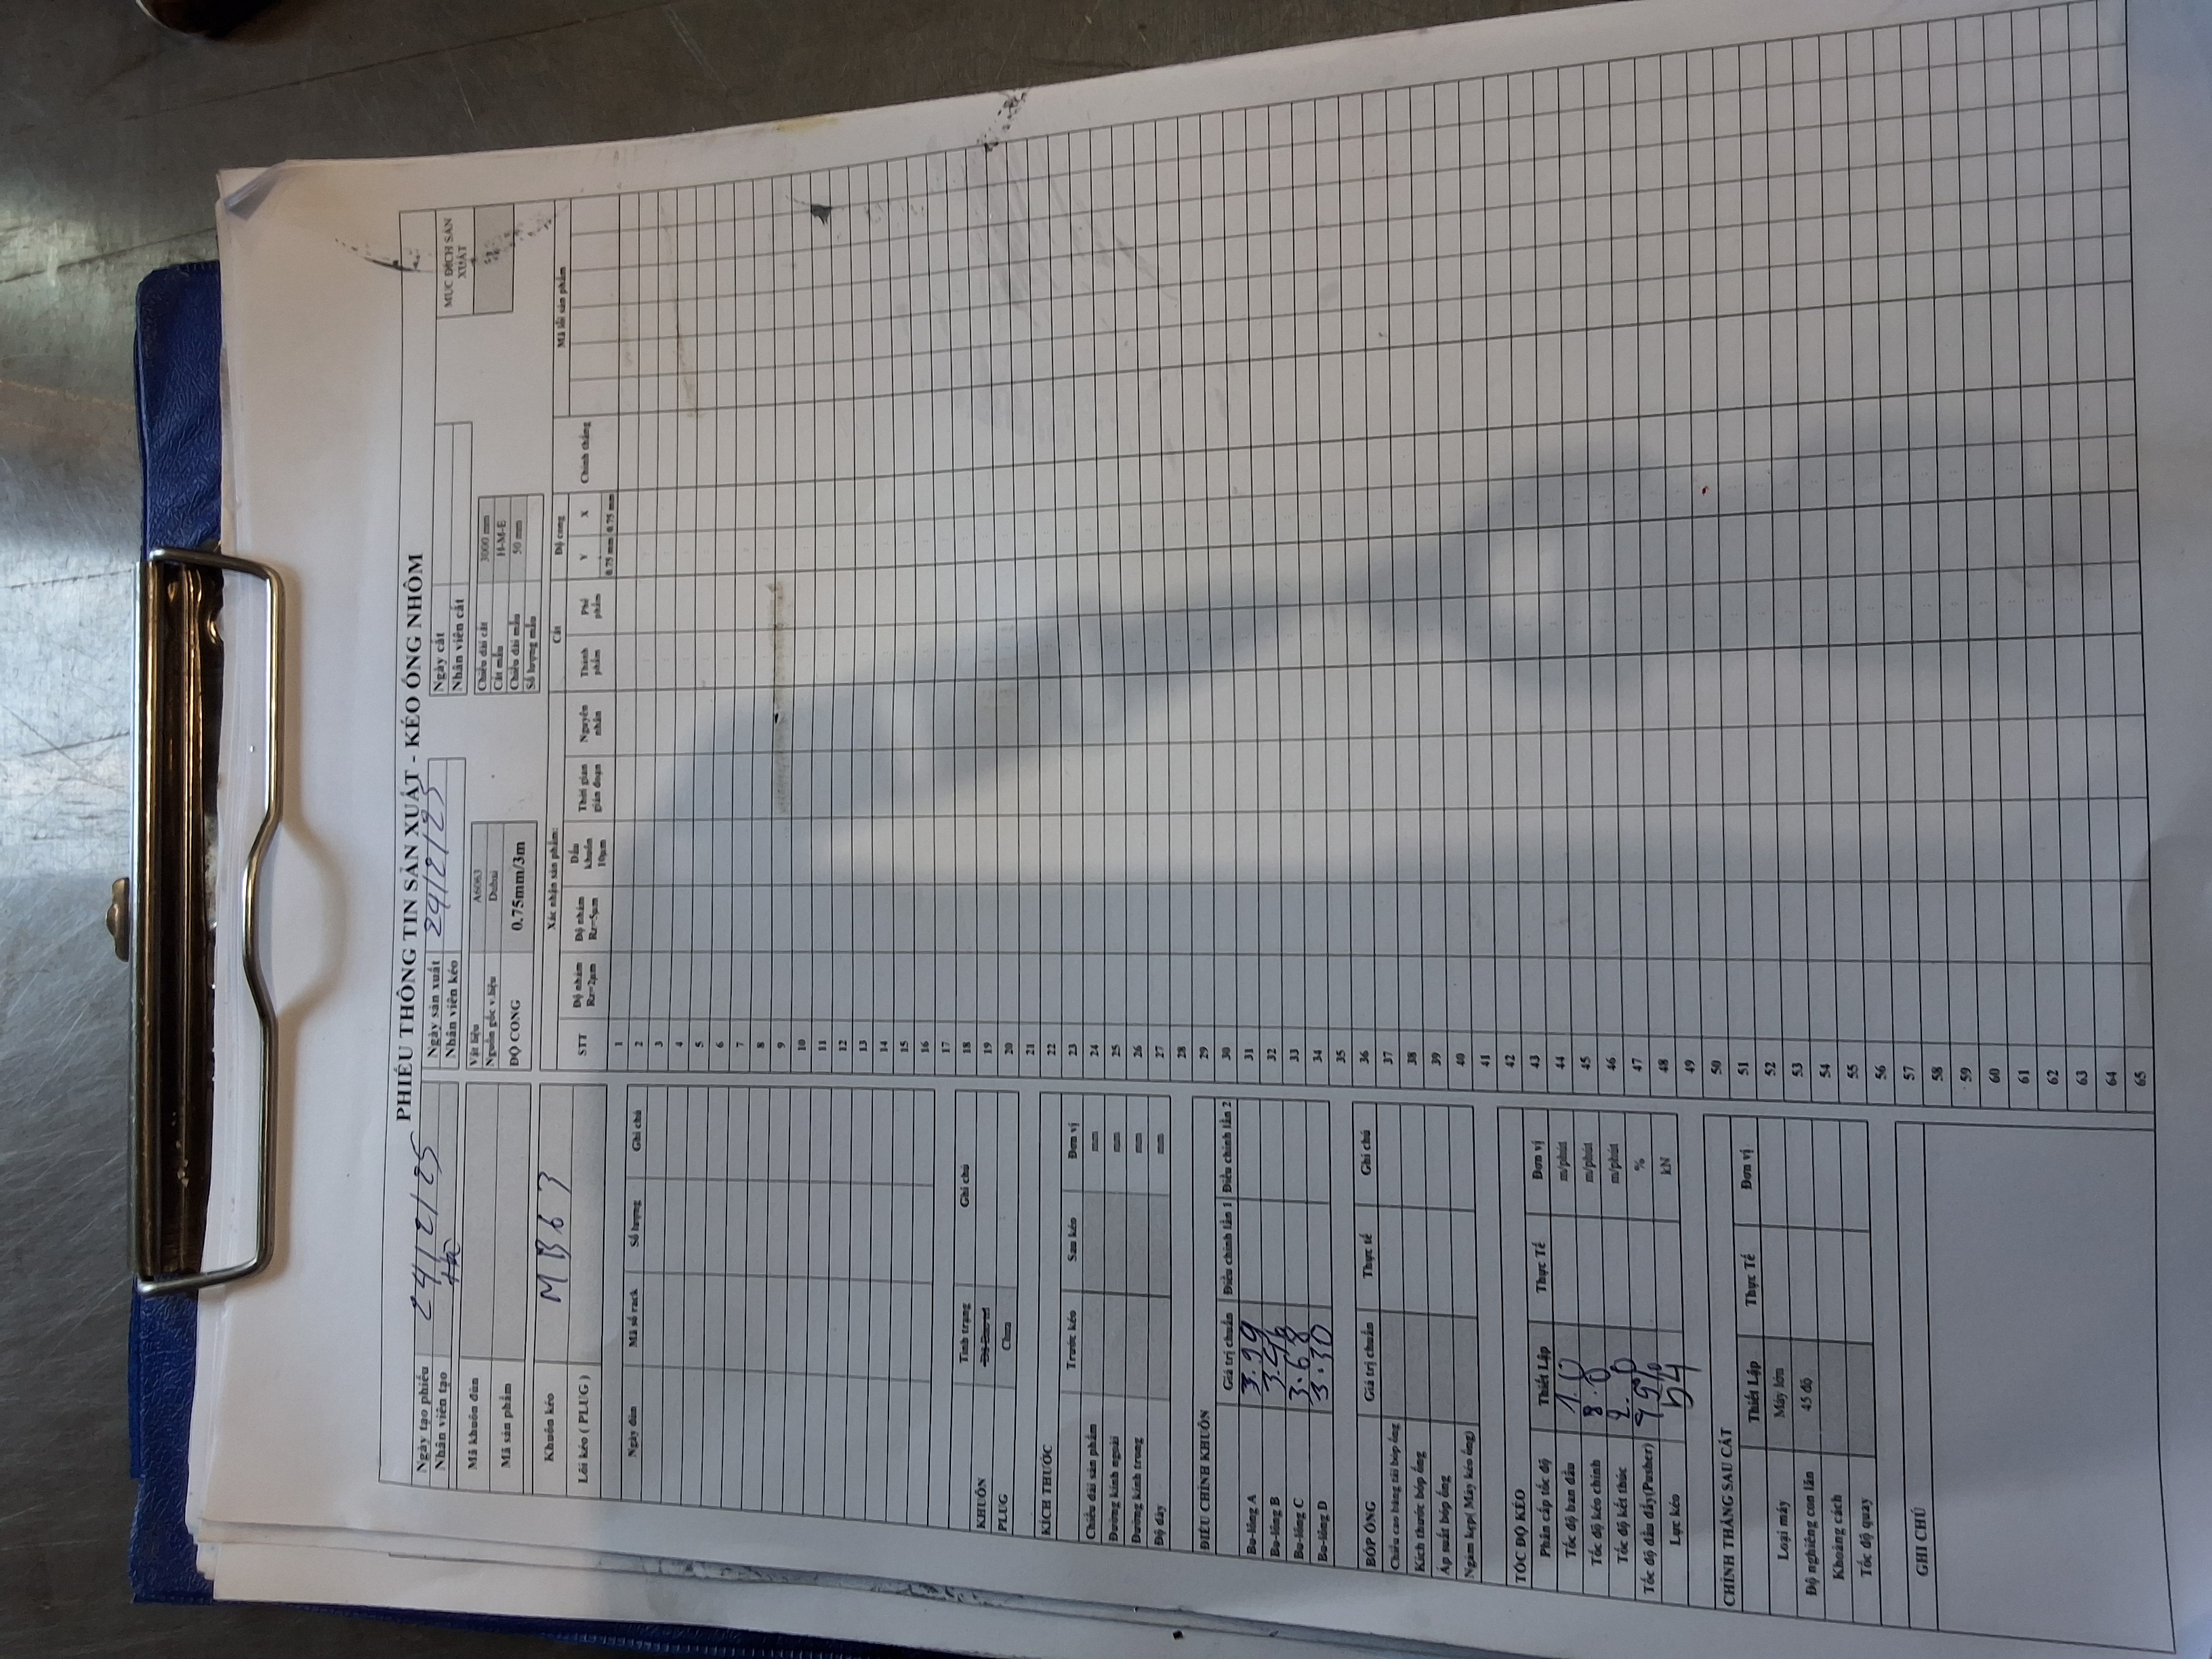 PHIẾU THÔNG TIN SẢN XUẤT - KÉO ỐNG NHÔM
Ngày tạo phiếu 24/2/25
Nhân viên tạo
Ngày sản xuất 24/2/25
Nhân viên kéo
Ngày cắt
Nhân viên cắt
MỤC ĐÍCH SẢN XUẤT
Mã khuôn đùn
Mã sản phẩm
Vật liệu A6063
Nguồn gốc v.liệu Dubai
ĐỘ CONG 0.75mm/3m
Chiều dài cắt 3000 mm
Cắt mẫu H-M-E
Chiều dài mẫu 50 mm
Số lượng mẫu
Khuôn kéo MB63
Lõi kéo ( PLUG )
Ngày đùn Mã số rack Số lượng Ghi chú
Tình trạng Ghi chú
KHUÔN
PLUG Chưa
KÍCH THƯỚC Trước kéo Sau kéo Đơn vị
Chiều dài sản phẩm mm
Đường kính ngoài mm
Đường kính trong mm
Độ dày mm
ĐIỀU CHỈNH KHUÔN Giá trị chuẩn Điều chỉnh lần 1 Điều chỉnh lần 2
Bu-lông A 3.99
Bu-lông B
Bu-lông C 3.68
Bu-lông D 3.30
BÓP ỐNG Giá trị chuẩn Thực tế Ghi chú
Chiều cao băng tải bóp ống
Kích thước bóp ống
Áp suất bóp ống
Ngàm kẹp( Máy kéo ống)
TỐC ĐỘ KÉO
Phân cấp tốc độ Thiết Lập Thực Tế Đơn vị
Tốc độ ban đầu 1.0 m/phút
Tốc độ kéo chính 8.0 m/phút
Tốc độ kết thúc 2.0 m/phút
Tốc độ đầu đẩy(Pusher) %
Lực kéo 54 kN
CHỈNH THẲNG SAU CẮT
Thiết Lập Thực Tế Đơn vị
Loại máy Máy lớn
Độ nghiêng con lăn 45 độ
Khoảng cách
Tốc độ quay
GHI CHÚ
Xác nhận sản phẩm: Cắt Độ cong Mã lỗi sản phẩm
STT Độ nhám Rz=2µm Độ nhám Rz=5µm Dấu khuôn 10µm Thời gian gián đoạn Nguyên nhân Thành phẩm Phế phẩm Y X Chỉnh thẳng
0.75 mm 0.75 mm
1
2
3
4
5
6
7
8
9
10
11
12
13
14
15
16
17
18
19
20
21
22
23
24
25
26
27
28
29
30
31
32
33
34
35
36
37
38
39
40
41
42
43
44
45
46
47
48
49
50
51
52
53
54
55
56
57
58
59
60
61
62
63
64
65